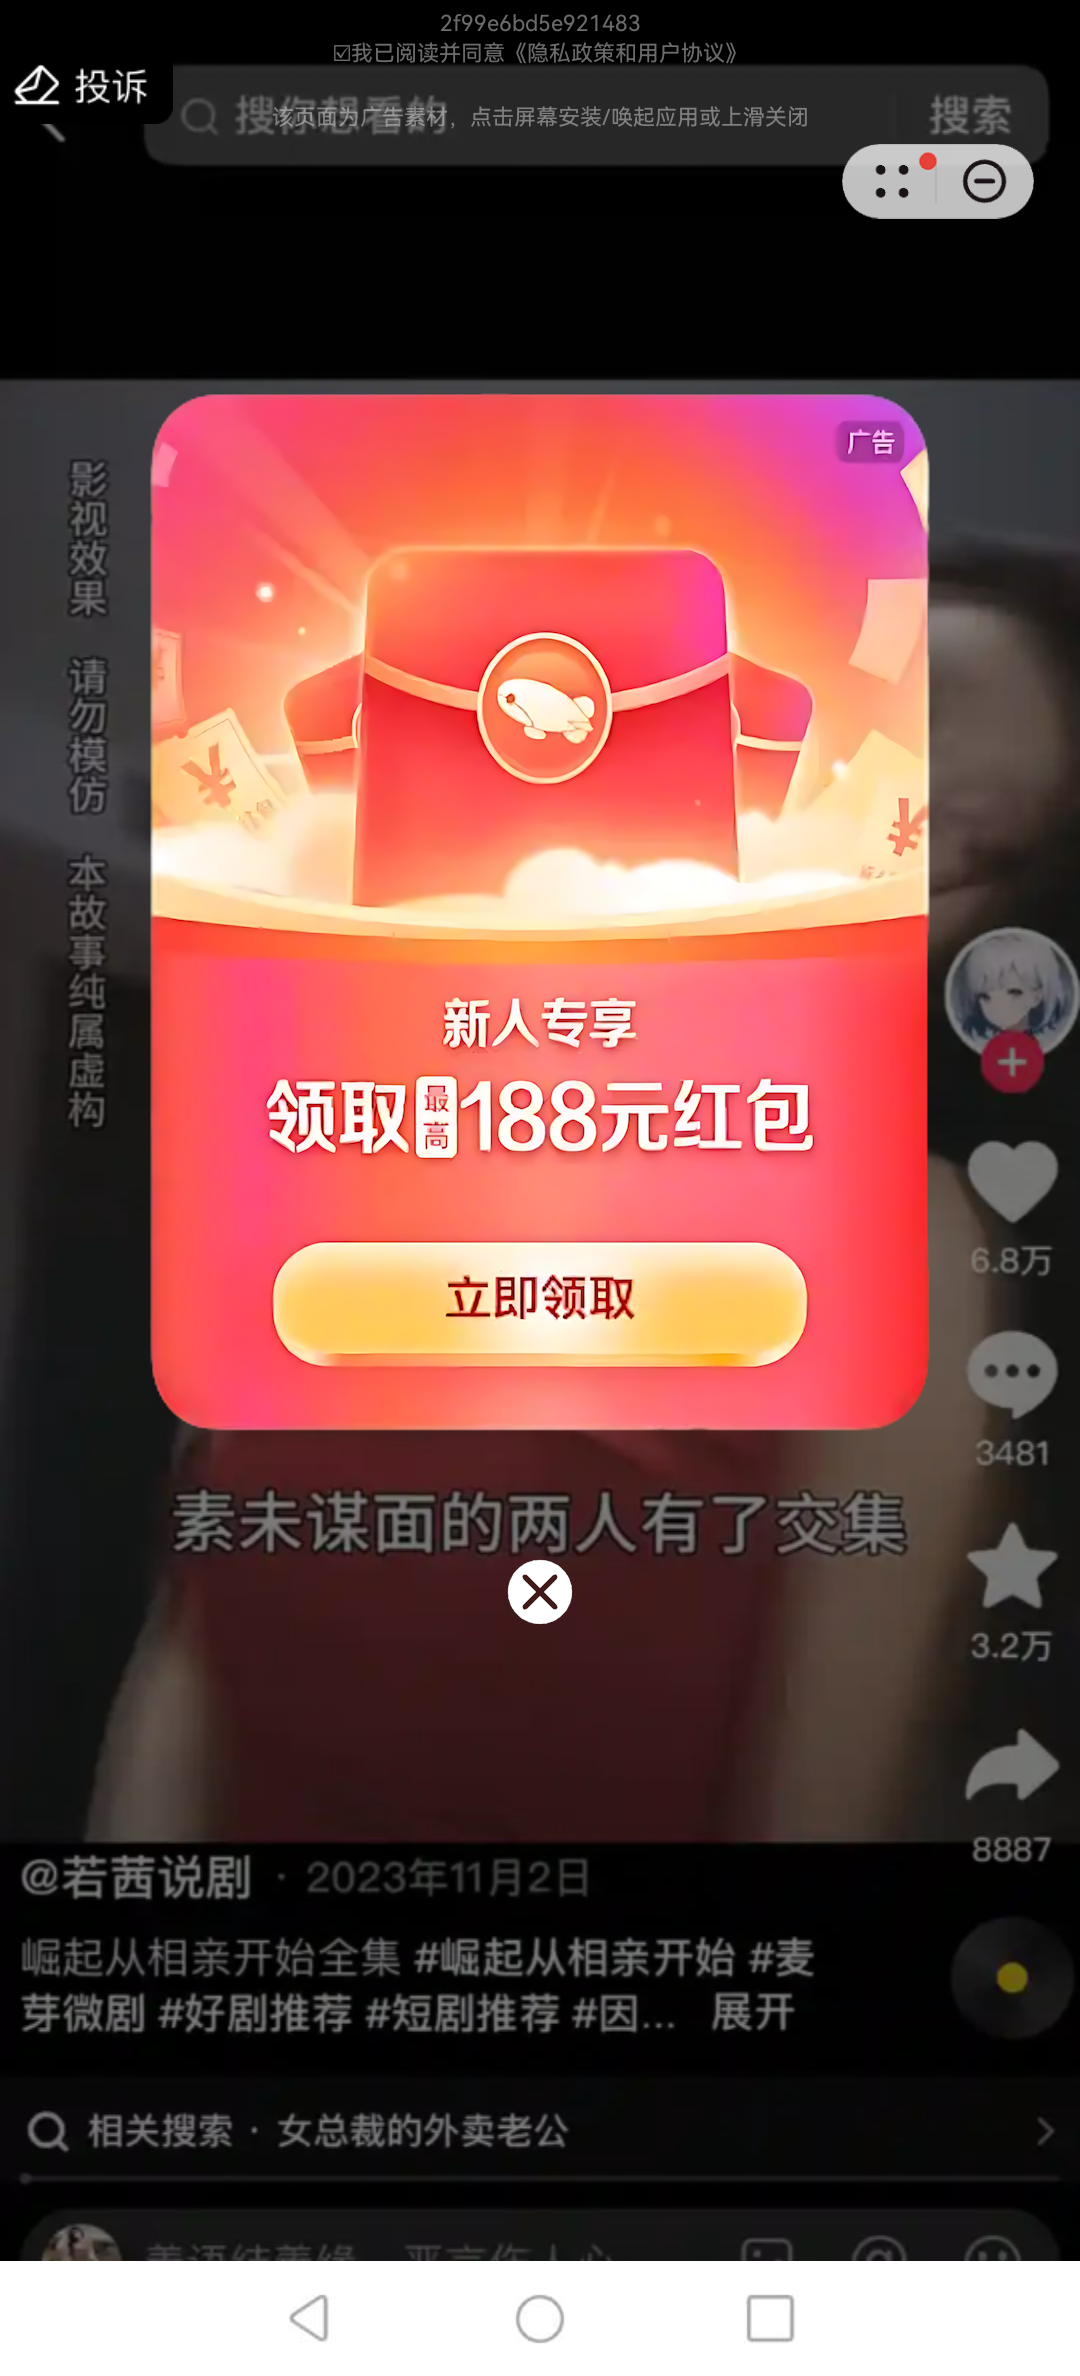 2f99e6bd5e921483
☑我已阅读并同意《隐私政策和用户协议》
投诉
搜你想看的
搜索
该页面为广告素材，点击屏幕安装/唤起应用或上滑关闭
广告
影视效果 请勿模仿 本故事纯属虚构
¥
¥
新人专享
领取最高188元红包
立即领取
6.8万
3481
素未谋面的两人有了交集
3.2万
8887
@若茜说剧 · 2023年11月2日
崛起从相亲开始全集 #崛起从相亲开始 #麦
芽微剧 #好剧推荐 #短剧推荐 #因... 展开
相关搜索 · 女总裁的外卖老公